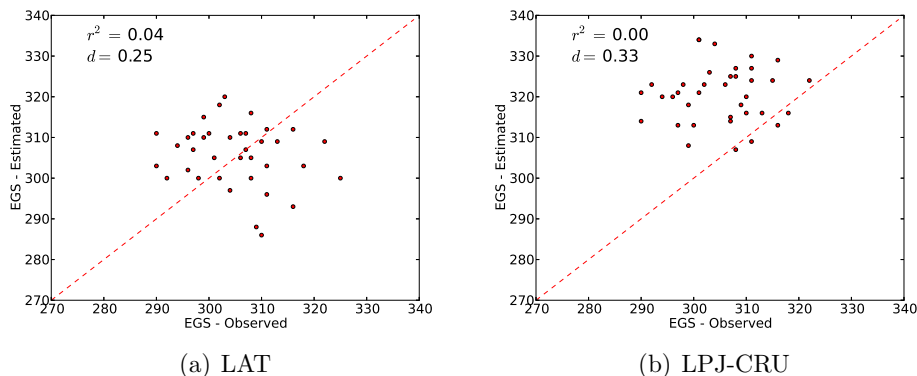 r² = 0.04
d = 0.25
EGS - Estimated
340
330
320
310
300
290
280
270
270 280 290 300 310 320 330 340
EGS - Observed
(a) LAT
r² = 0.00
d = 0.33
EGS - Estimated
340
330
320
310
300
290
280
270
270 280 290 300 310 320 330 340
EGS - Observed
(b) LPJ-CRU